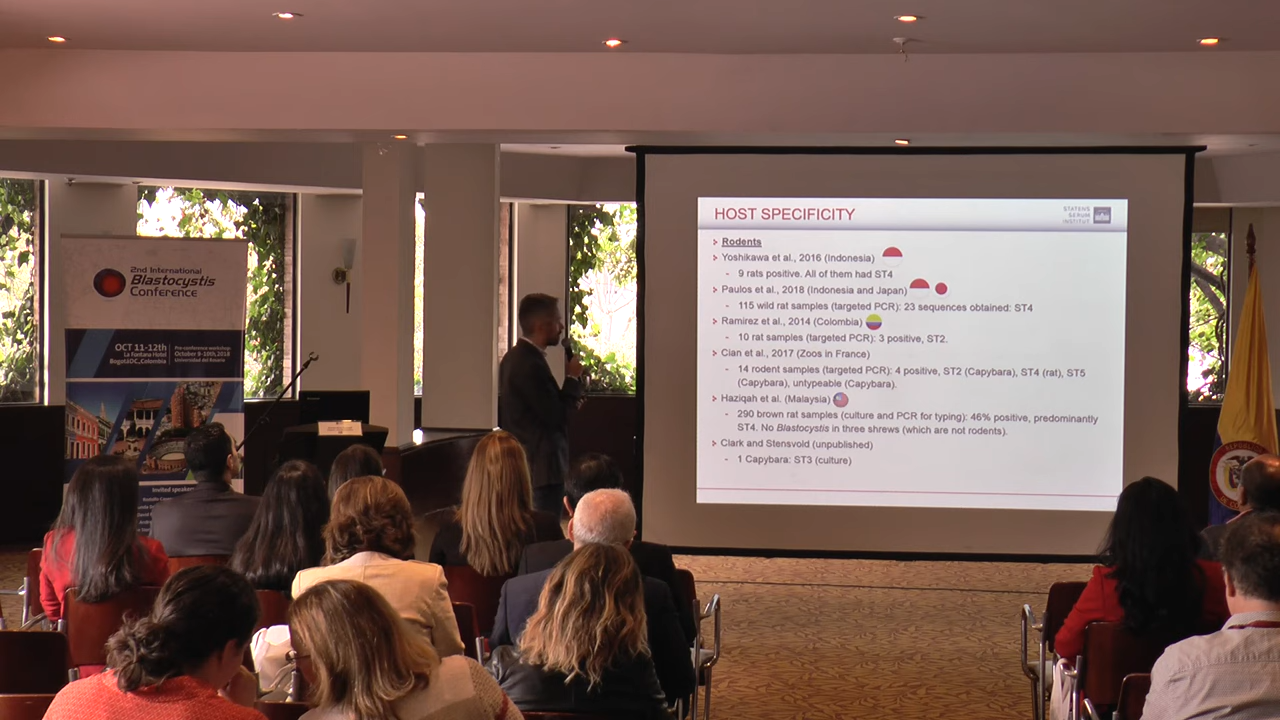 2nd International
Blastocystis
Conference
OCT 11-12th
La Fontana Hotel
Bogotá D.C., Colombia
Pre-conference workshop
October 9-10th, 2018
Universidad del Rosario
Invited speakers
HOST SPECIFICITY
STATENS
SERUM
INSTITUT
Rodents
Yoshikawa et al., 2016 (Indonesia)
- 9 rats positive. All of them had ST4
Paulos et al., 2018 (Indonesia and Japan)
- 115 wild rat samples (targeted PCR): 23 sequences obtained: ST4
Ramirez et al., 2014 (Colombia)
- 10 rat samples (targeted PCR): 3 positive, ST2.
Cian et al., 2017 (Zoos in France)
- 14 rodent samples (targeted PCR): 4 positive, ST2 (Capybara), ST4 (rat), ST5
(Capybara), untypeable (Capybara).
Haziqah et al. (Malaysia)
- 290 brown rat samples (culture and PCR for typing): 46% positive, predominantly
ST4. No Blastocystis in three shrews (which are not rodents).
Clark and Stensvold (unpublished)
- 1 Capybara: ST3 (culture)